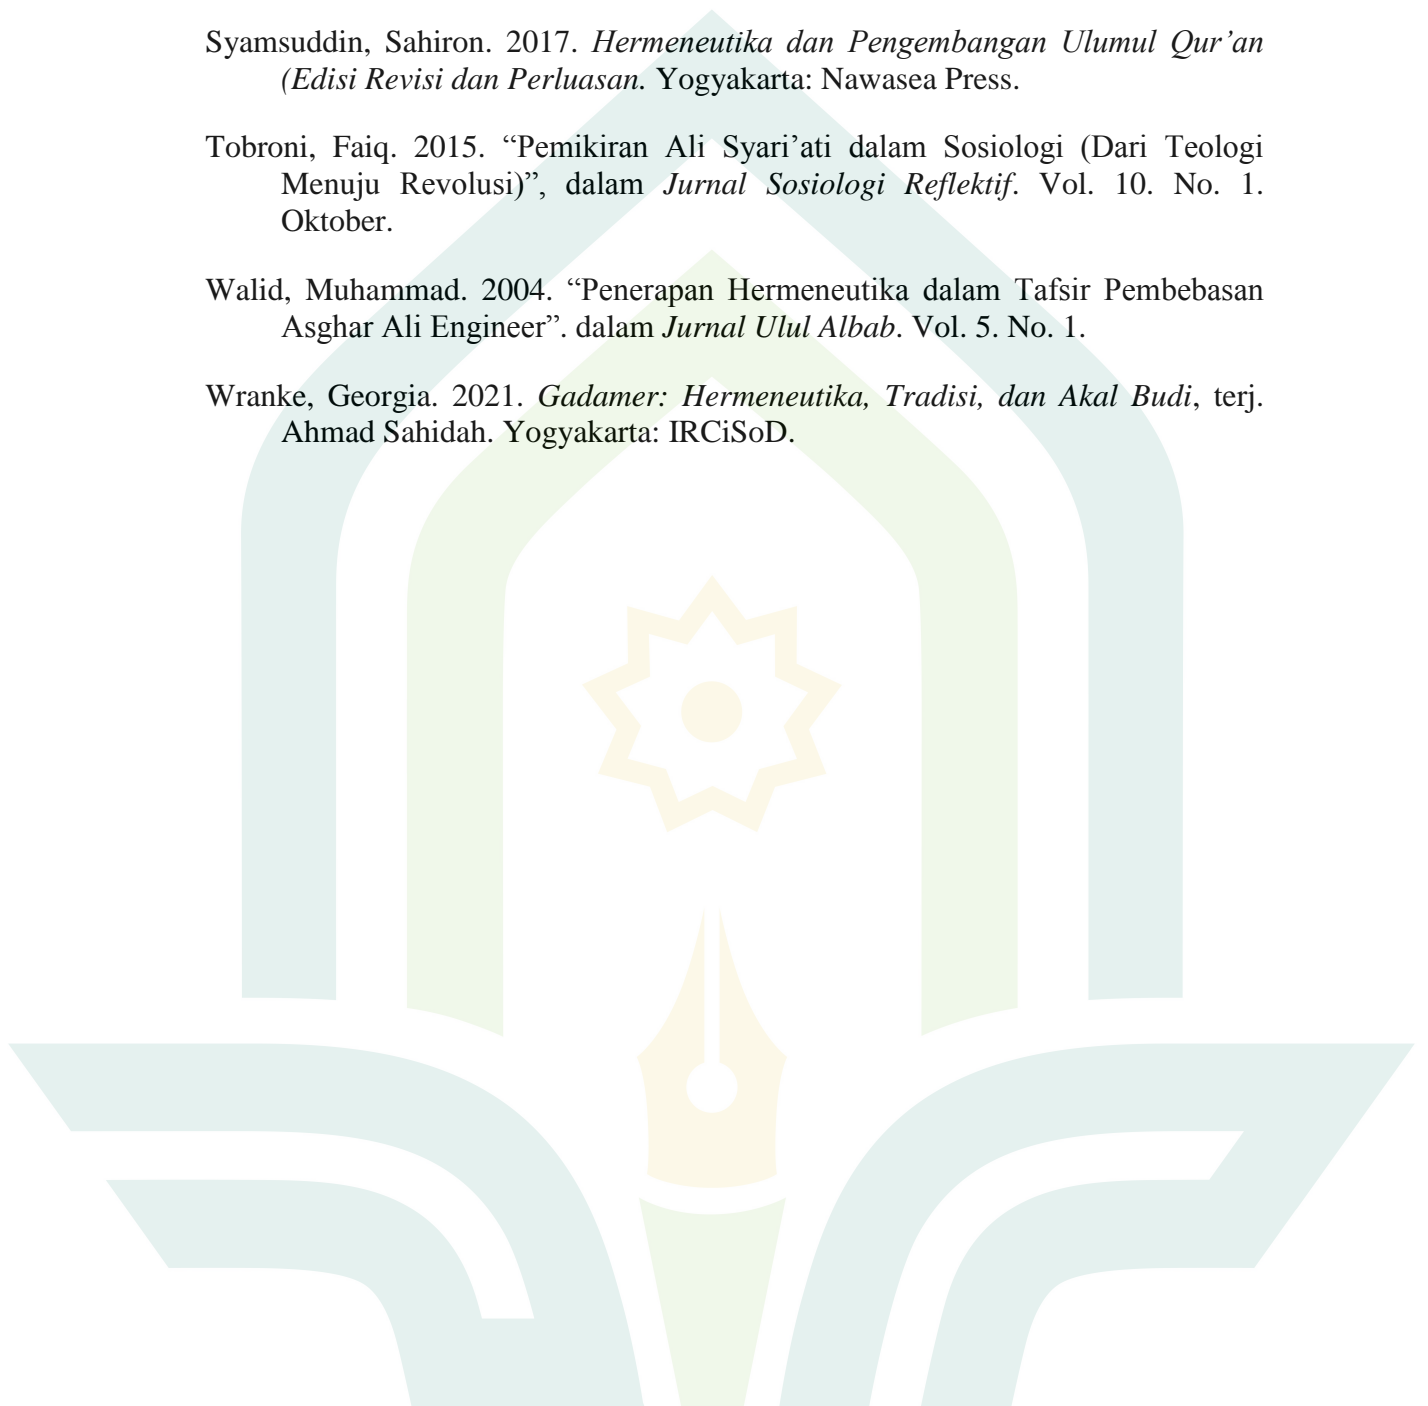 Syamsuddin, Sahiron. 2017. Hermeneutika dan Pengembangan Ulumul Qur’an
(Edisi Revisi dan Perluasan. Yogyakarta: Nawasea Press.
Tobroni, Faiq. 2015. “Pemikiran Ali Syari’ati dalam Sosiologi (Dari Teologi
Menuju Revolusi)”, dalam Jurnal Sosiologi Reflektif. Vol. 10. No. 1.
Oktober.
Walid, Muhammad. 2004. “Penerapan Hermeneutika dalam Tafsir Pembebasan
Asghar Ali Engineer”. dalam Jurnal Ulul Albab. Vol. 5. No. 1.
Wranke, Georgia. 2021. Gadamer: Hermeneutika, Tradisi, dan Akal Budi, terj.
Ahmad Sahidah. Yogyakarta: IRCiSoD.